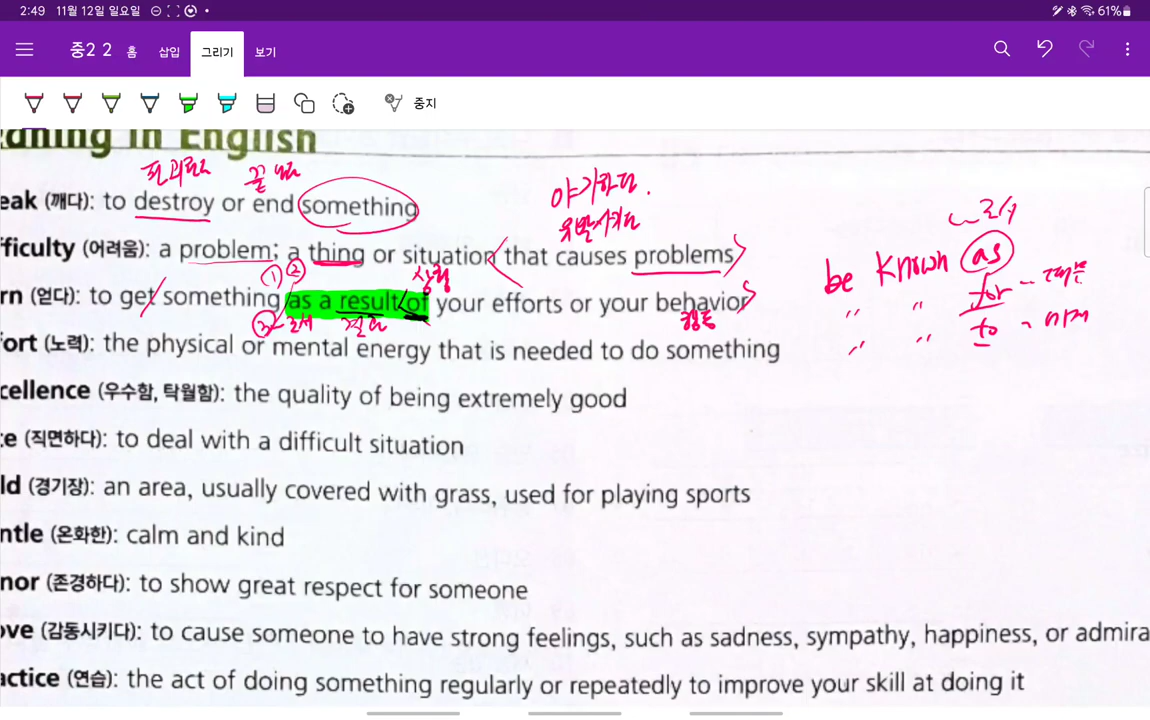 2:49 11월 12일 일요일 61%
중2 2 홈 삽입 그리기 보기
중지
aning in English
파괴하다 끝내다
eak (깨다): to destroy or end something
야기하다.
유발시키다
fficulty (어려움): a problem; a thing or situation that causes problems
① ② 상황
rn (얻다): to get something as a result of your efforts or your behavior
③ 로서 결과 행동
be known as ~로서
" " for ~ 때문
" " to ~
fort (노력): the physical or mental energy that is needed to do something
cellence (우수함, 탁월함): the quality of being extremely good
ce (직면하다): to deal with a difficult situation
ld (경기장): an area, usually covered with grass, used for playing sports
ntle (온화한): calm and kind
nor (존경하다): to show great respect for someone
ove (감동시키다): to cause someone to have strong feelings, such as sadness, sympathy, happiness, or admira
actice (연습): the act of doing something regularly or repeatedly to improve your skill at doing it